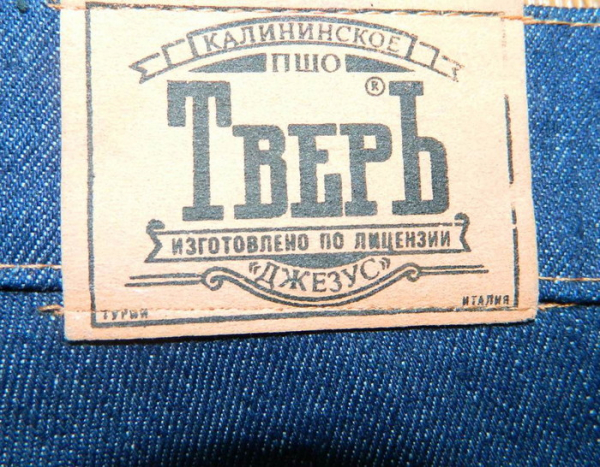 КАЛИНИНСКОЕ
ПШО
ТВЕРЬ ®
ИЗГОТОВЛЕНО ПО ЛИЦЕНЗИИ
«ДЖЕЗУС»
ТУРИН ИТАЛИЯ